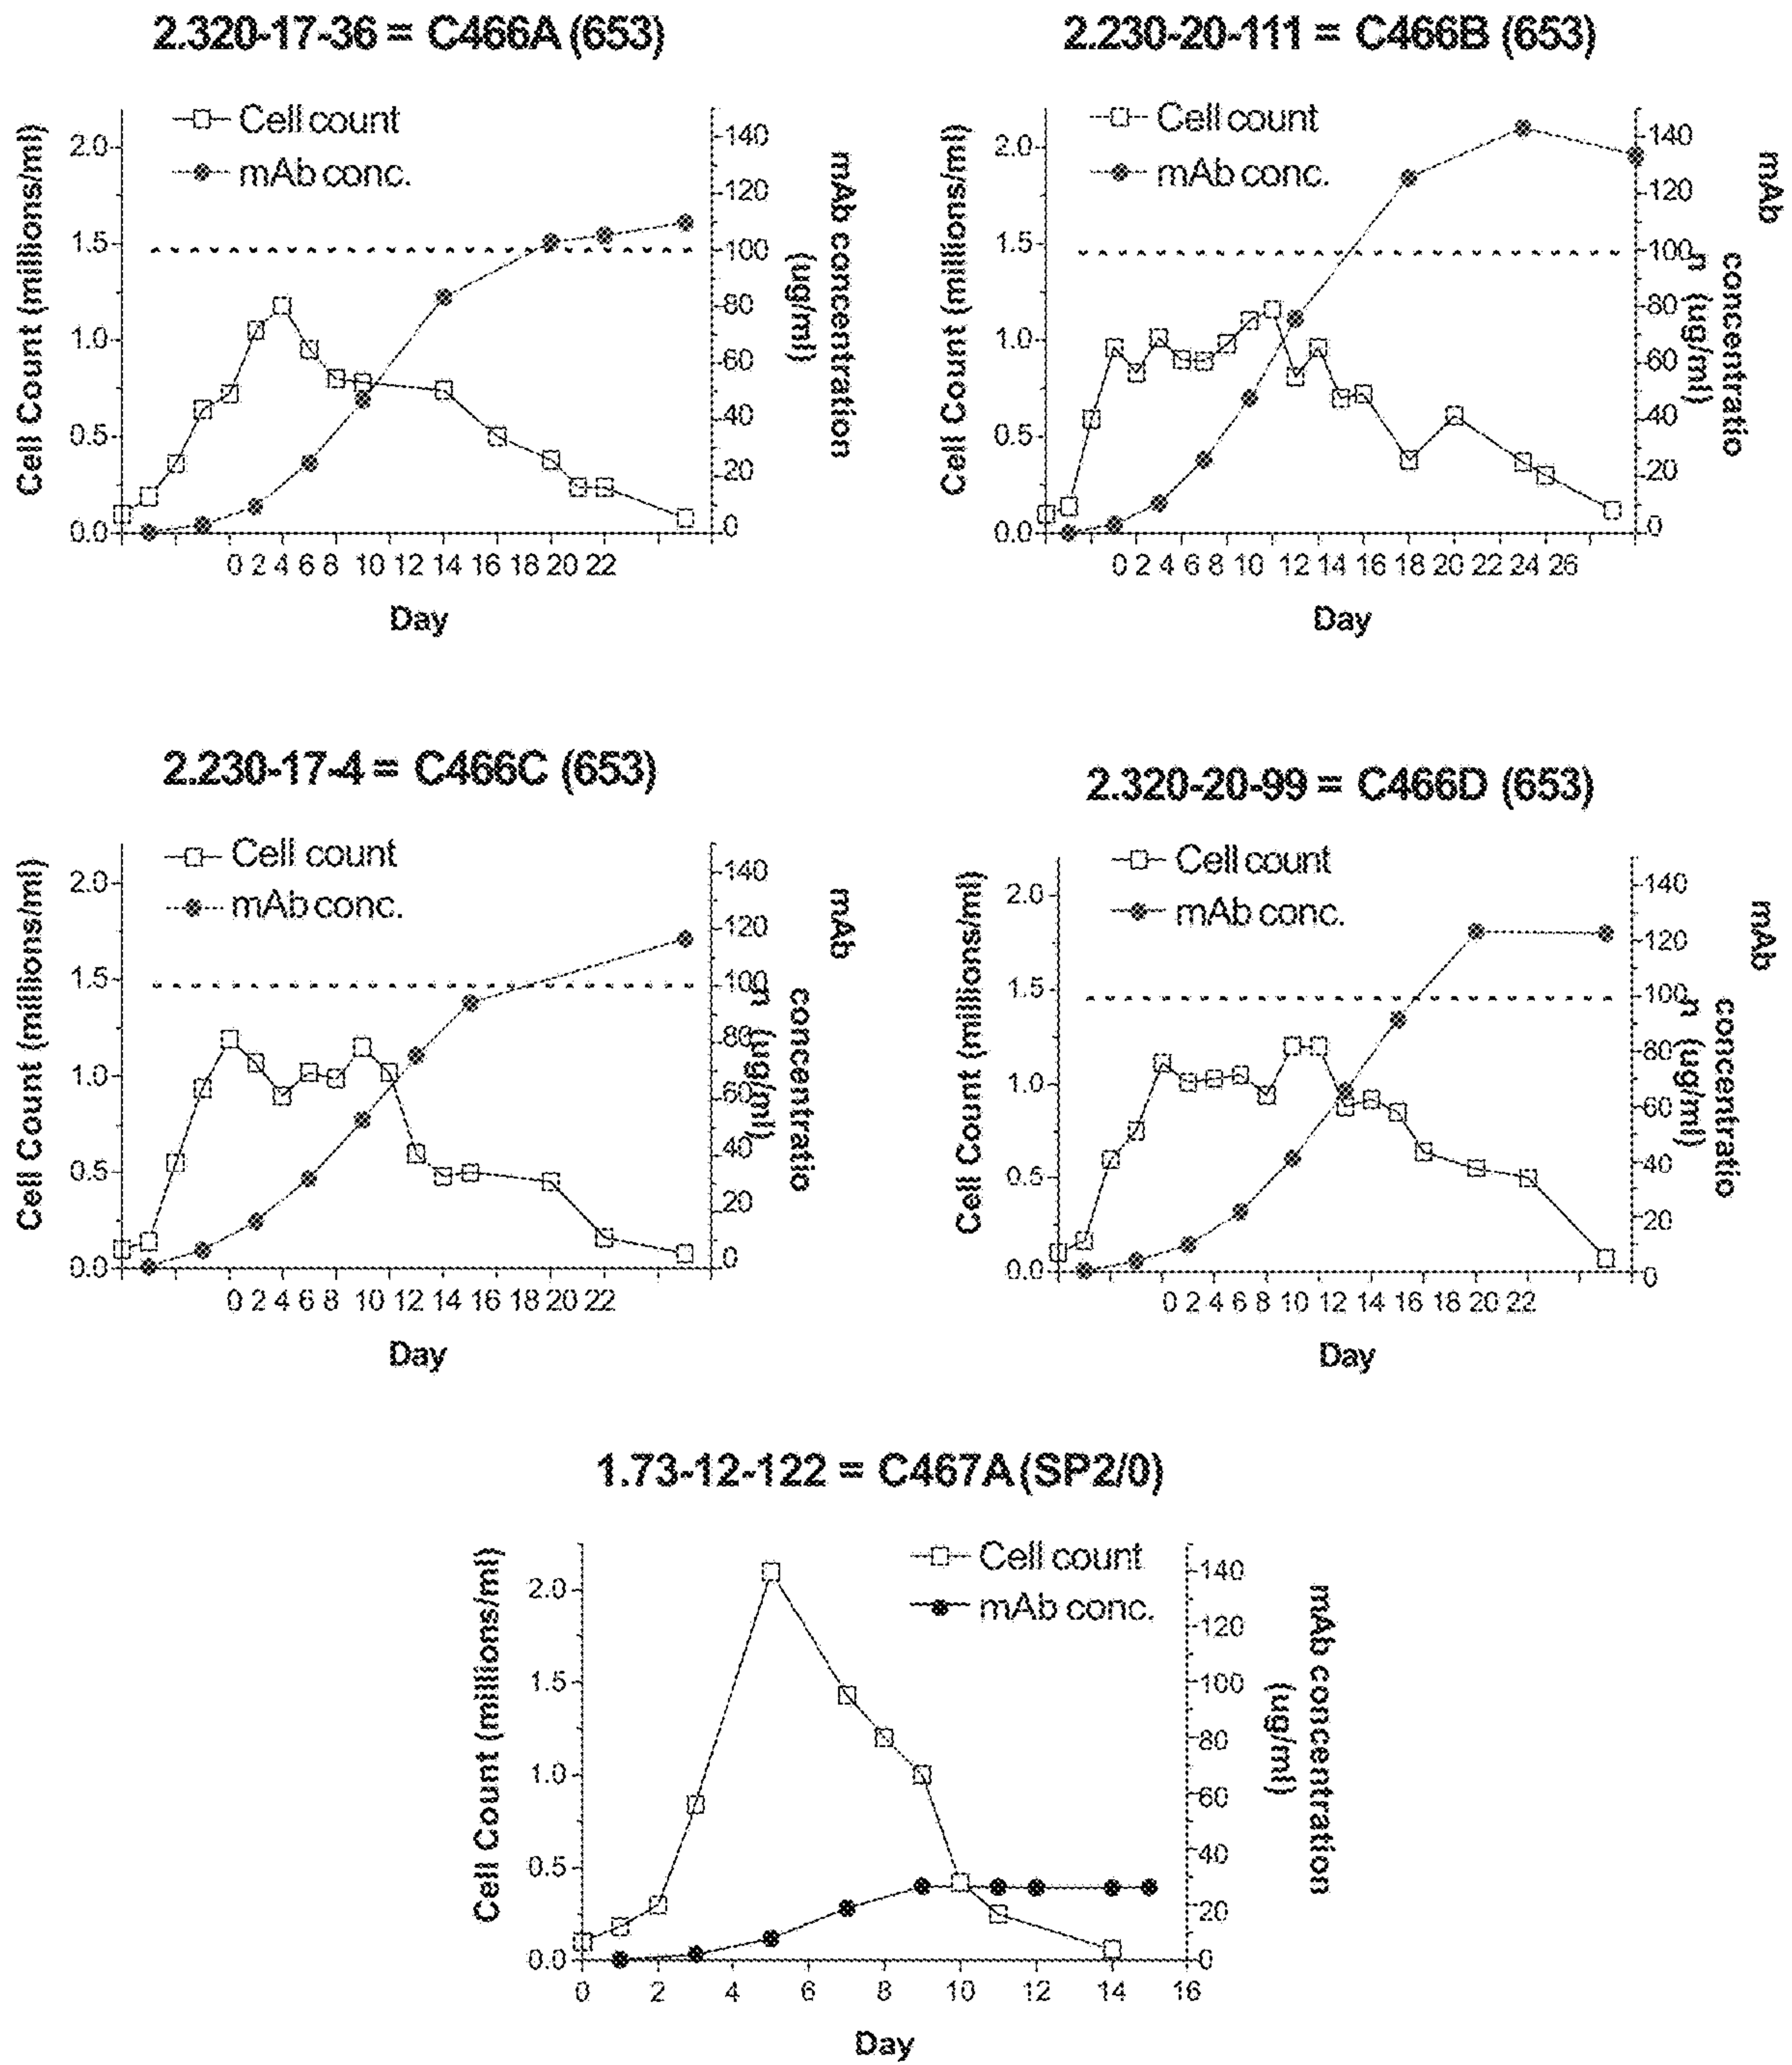 2.320-17-36 = C466A (653)
Cell count
mAb conc.
Cell Count (millions/ml)
2.0
1.5
1.0
0.5
0.0
140
120
100
80
60
40
20
0
mAb concentration
(ug/ml)
0 2 4 6 8 10 12 14 16 18 20 22
Day
2.230-20-111 = C466B (653)
Cell count
mAb conc.
Cell Count (millions/ml)
2.0
1.5
1.0
0.5
0.0
140
120
100
80
60
40
20
0
mAb
concentratio
n (ug/ml)
0 2 4 6 8 10 12 14 16 18 20 22 24 26
Day
2.230-17-4 = C466C (653)
Cell count
mAb conc.
Cell Count (millions/ml)
2.0
1.5
1.0
0.5
0.0
140
120
100
80
60
40
20
0
mAb
concentratio
n (ug/ml)
0 2 4 6 8 10 12 14 16 18 20 22
Day
2.320-20-99 = C466D (653)
Cell count
mAb conc.
Cell Count (millions/ml)
2.0
1.5
1.0
0.5
0.0
140
120
100
80
60
40
20
0
mAb
concentratio
n (ug/ml)
0 2 4 6 8 10 12 14 16 18 20 22
Day
1.73-12-122 = C467A (SP2/0)
Cell count
mAb conc.
Cell Count (millions/ml)
2.0
1.5
1.0
0.5
0.0
140
120
100
80
60
40
20
0
mAb concentration
(ug/ml)
0 2 4 6 8 10 12 14 16
Day